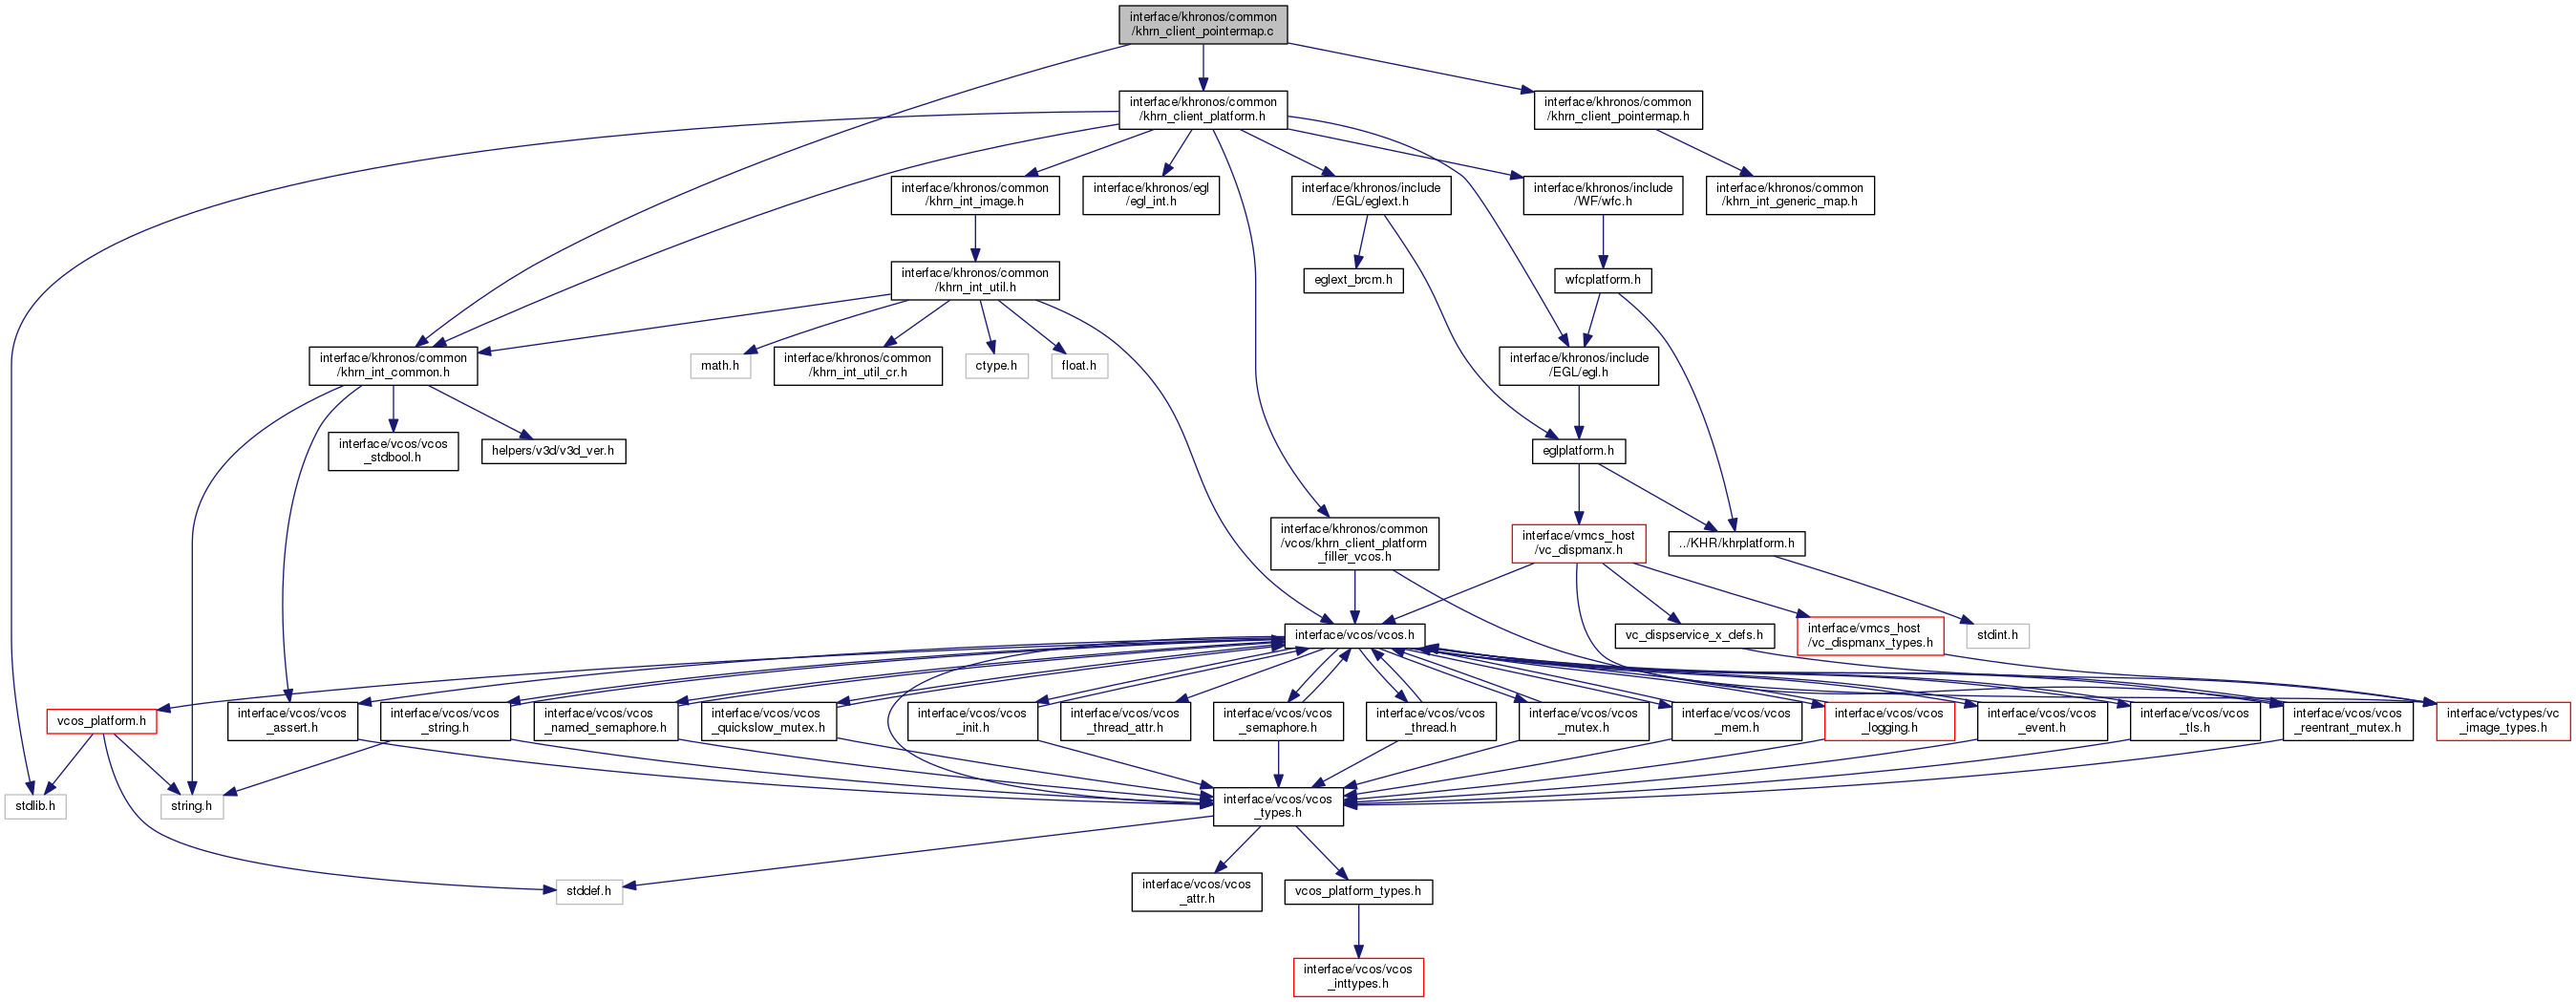 interface/khronos/common
/khrn_client_pointermap.c
interface/khronos/common
/khrn_client_platform.h
interface/khronos/common
/khrn_client_pointermap.h
interface/khronos/common
/khrn_int_image.h
interface/khronos/egl
/egl_int.h
interface/khronos/include
/EGL/eglext.h
interface/khronos/include
/WF/wfc.h
interface/khronos/common
/khrn_int_generic_map.h
interface/khronos/common
/khrn_int_util.h
eglext_brcm.h
wfcplatform.h
interface/khronos/common
/khrn_int_common.h
math.h
interface/khronos/common
/khrn_int_util_cr.h
ctype.h
float.h
interface/khronos/include
/EGL/egl.h
interface/vcos/vcos
_stdbool.h
helpers/v3d/v3d_ver.h
eglplatform.h
interface/khronos/common
/vcos/khrn_client_platform
_filler_vcos.h
interface/vmcs_host
/vc_dispmanx.h
../KHR/khrplatform.h
interface/vcos/vcos.h
vc_dispservice_x_defs.h
interface/vmcs_host
/vc_dispmanx_types.h
stdint.h
vcos_platform.h
interface/vcos/vcos
_assert.h
interface/vcos/vcos
_string.h
interface/vcos/vcos
_named_semaphore.h
interface/vcos/vcos
_quickslow_mutex.h
interface/vcos/vcos
_init.h
interface/vcos/vcos
_thread_attr.h
interface/vcos/vcos
_semaphore.h
interface/vcos/vcos
_thread.h
interface/vcos/vcos
_mutex.h
interface/vcos/vcos
_mem.h
interface/vcos/vcos
_logging.h
interface/vcos/vcos
_event.h
interface/vcos/vcos
_tls.h
interface/vcos/vcos
_reentrant_mutex.h
interface/vctypes/vc
_image_types.h
stdlib.h
string.h
interface/vcos/vcos
_types.h
stddef.h
interface/vcos/vcos
_attr.h
vcos_platform_types.h
interface/vcos/vcos
_inttypes.h